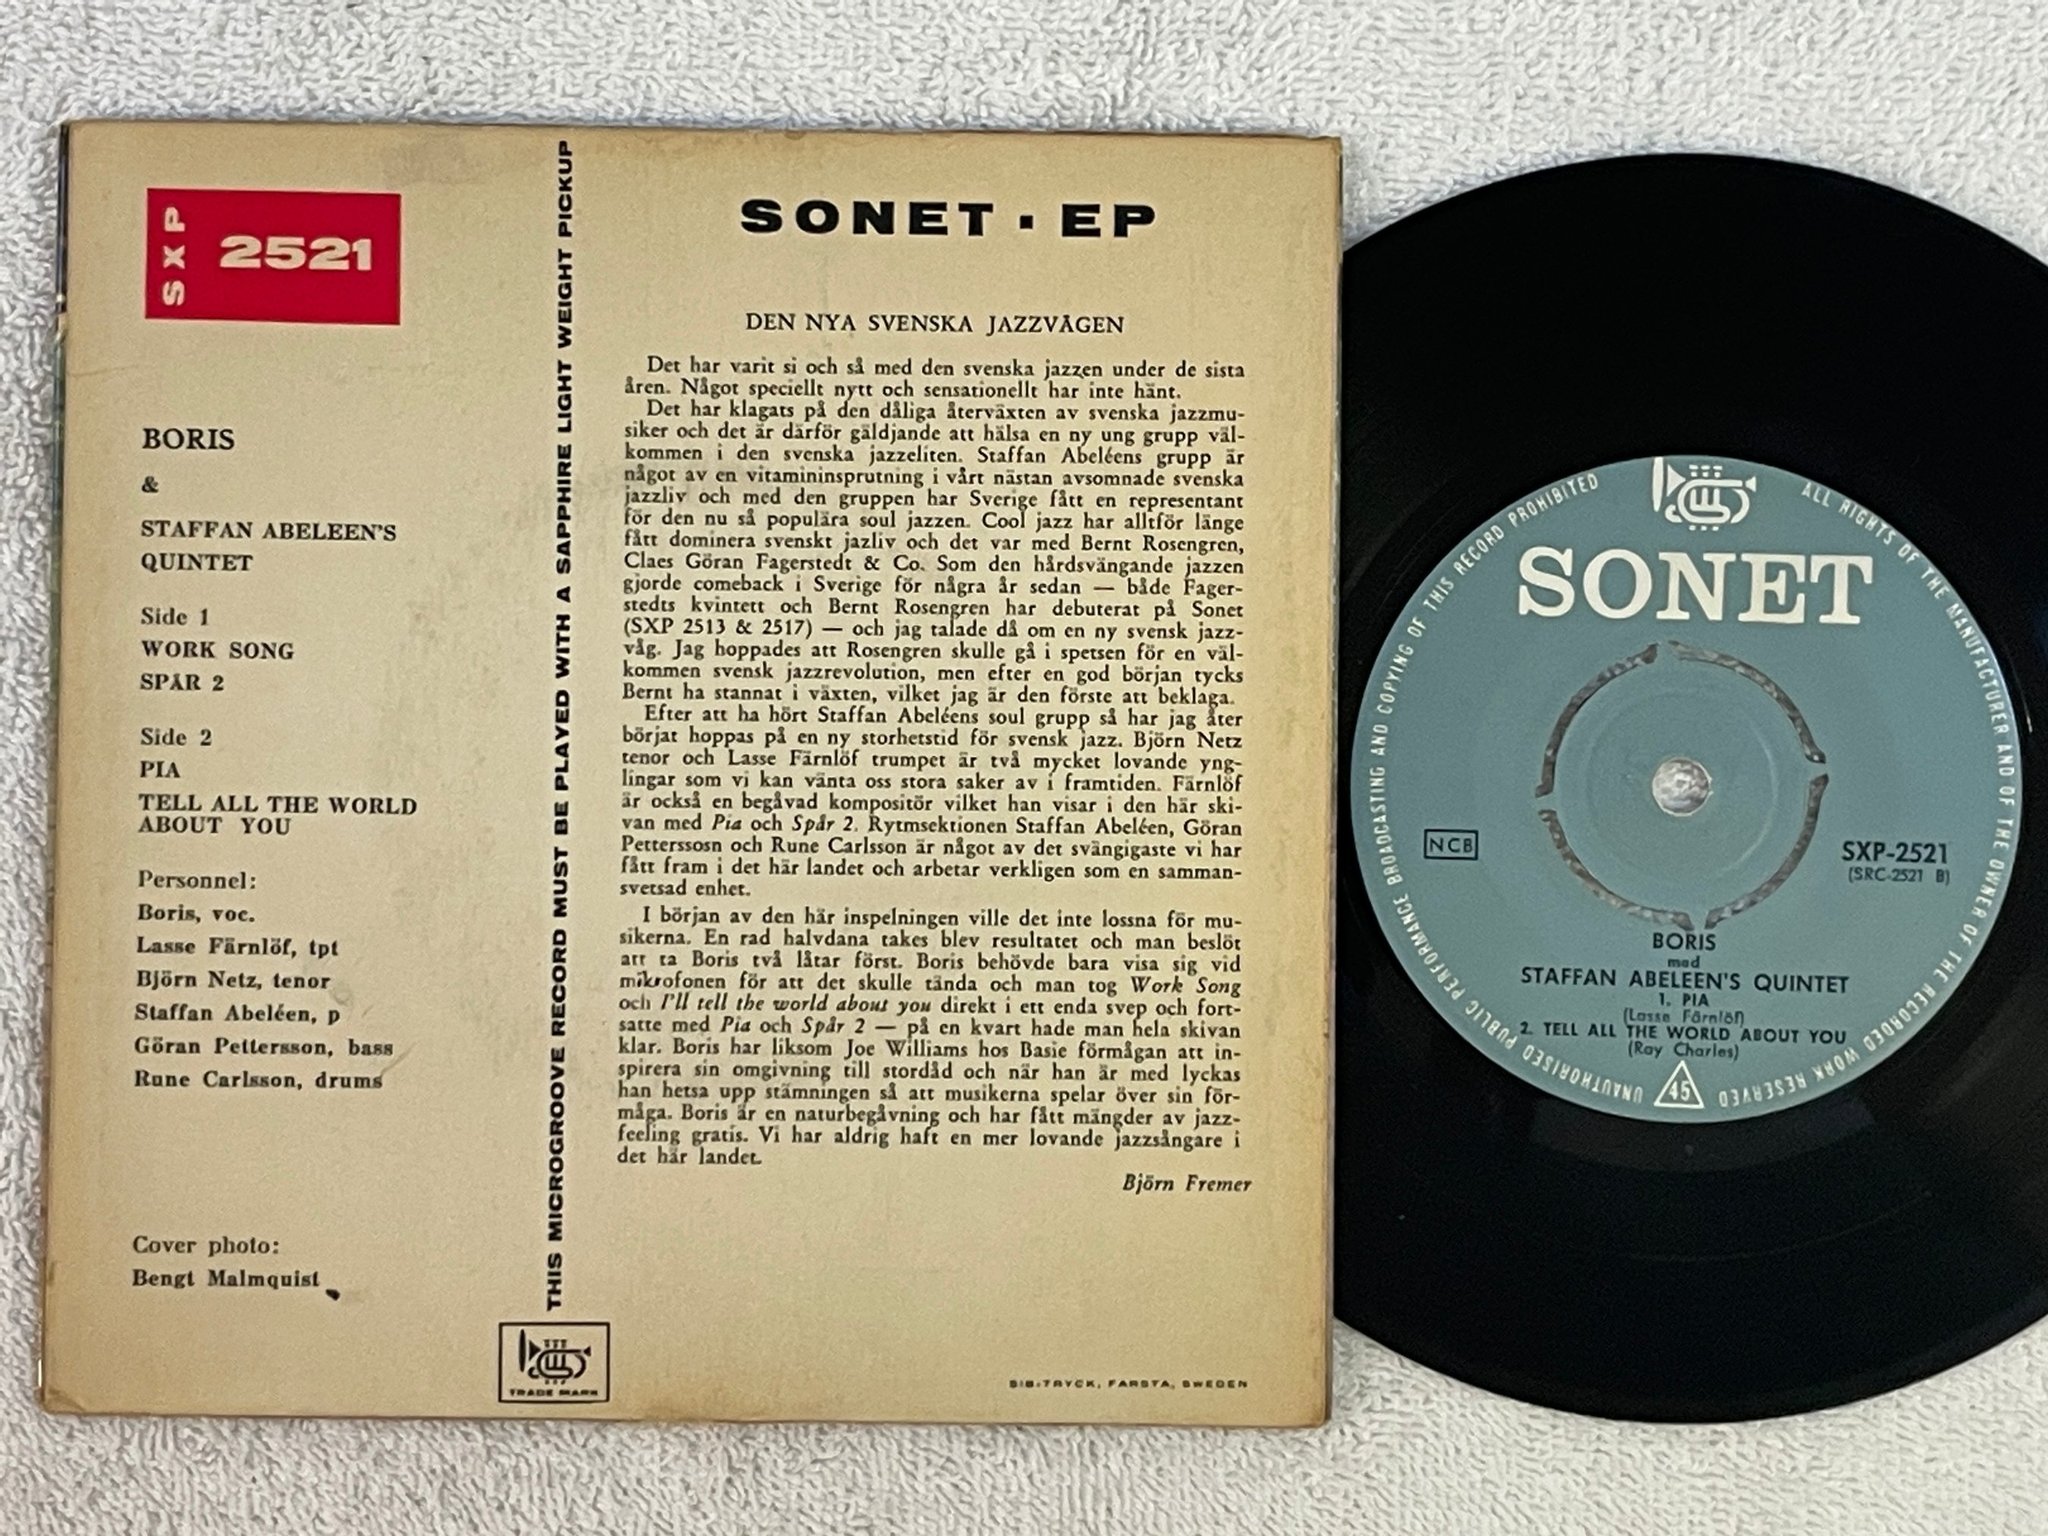 SXP 2521
BORIS
&
STAFFAN ABELEEN'S
QUINTET
Side 1
WORK SONG
SPÅR 2
Side 2
PIA
TELL ALL THE WORLD
ABOUT YOU
Personnel:
Boris, voc.
Lasse Färnlöf, tpt
Björn Netz, tenor
Staffan Abeléen, p
Göran Pettersson, bass
Rune Carlsson, drums
Cover photo:
Bengt Malmquist
THIS MICROGROOVE RECORD MUST BE PLAYED WITH A SAPPHIRE LIGHT WEIGHT PICKUP
TRADE MARK
SONET · EP
DEN NYA SVENSKA JAZZVÅGEN
Det har varit si och så med den svenska jazzen under de sista
åren. Något speciellt nytt och sensationellt har inte hänt.
Det har klagats på den dåliga återväxten av svenska jazzmu-
siker och det är därför gäldjande att hälsa en ny ung grupp väl-
kommen i den svenska jazzeliten. Staffan Abeléens grupp är
något av en vitamininsprutning i vårt nästan avsomnade svenska
jazzliv och med den gruppen har Sverige fått en representant
för den nu så populära soul jazzen. Cool jazz har alltför länge
fått dominera svenskt jazliv och det var med Bernt Rosengren,
Claes Göran Fagerstedt & Co. Som den hårdsvängande jazzen
gjorde comeback i Sverige för några år sedan — både Fager-
stedts kvintett och Bernt Rosengren har debuterat på Sonet
(SXP 2513 & 2517) — och jag talade då om en ny svensk jazz-
våg. Jag hoppades att Rosengren skulle gå i spetsen för en väl-
kommen svensk jazzrevolution, men efter en god början tycks
Bernt ha stannat i växten, vilket jag är den förste att beklaga.
Efter att ha hört Staffan Abeléens soul grupp så har jag åter
börjat hoppas på en ny storhetstid för svensk jazz. Björn Netz
tenor och Lasse Färnlöf trumpet är två mycket lovande yng-
lingar som vi kan vänta oss stora saker av i framtiden. Färnlöf
är också en begåvad kompositör vilket han visar i den här ski-
van med Pia och Spår 2. Rytmsektionen Staffan Abeléen, Göran
Petterssosn och Rune Carlsson är något av det svängigaste vi har
fått fram i det här landet och arbetar verkligen som en samman-
svetsad enhet.
I början av den här inspelningen ville det inte lossna för mu-
sikerna. En rad halvdana takes blev resultatet och man beslöt
att ta Boris två låtar först. Boris behövde bara visa sig vid
mikrofonen för att det skulle tända och man tog Work Song
och I'll tell the world about you direkt i ett enda svep och fort-
satte med Pia och Spår 2 — på en kvart hade man hela skivan
klar. Boris har liksom Joe Williams hos Basie förmågan att in-
spirera sin omgivning till stordåd och när han är med lyckas
han hetsa upp stämningen så att musikerna spelar över sin för-
måga. Boris är en naturbegåvning och har fått mängder av jazz-
feeling gratis. Vi har aldrig haft en mer lovande jazzsångare i
det här landet.
Björn Fremer
SIB-TRYCK, FARSTA, SWEDEN
ALL RIGHTS OF THE MANUFACTURER AND OF THE OWNER OF THE RECORDED WORK RESERVED
UNAUTHORISED PUBLIC PERFORMANCE BROADCASTING AND COPYING OF THIS RECORD PROHIBITED
SONET
NCB
SXP-2521
(SRC-2521 B)
BORIS
med
STAFFAN ABELEEN'S QUINTET
1. PIA
(Lasse Färnlöf)
2. TELL ALL THE WORLD ABOUT YOU
(Ray Charles)
45